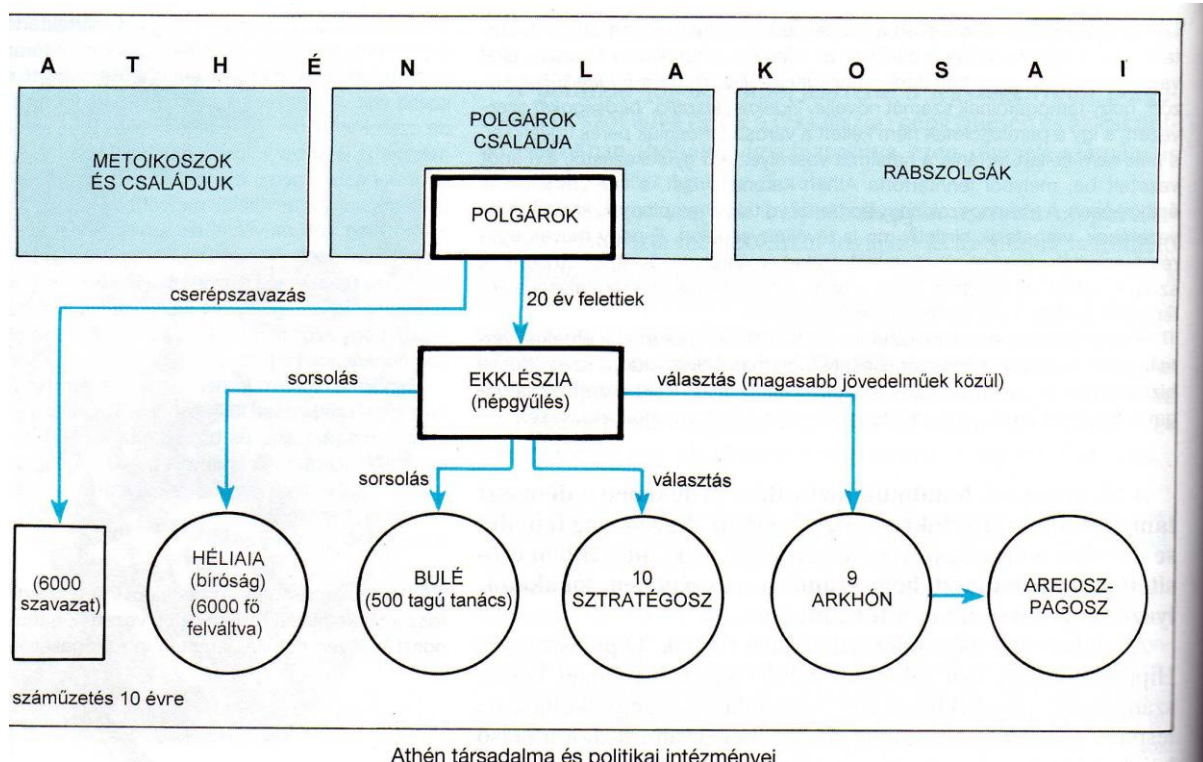 ATHÉN LAKOSAI
METOIKOSZOK
ÉS CSALÁDJUK
POLGÁROK
CSALÁDJA
POLGÁROK
RABSZOLGÁK
cserépszavazás
20 év felettiek
sorsolás
EKKLÉSZIA
(népgyűlés)
választás (magasabb jövedelműek közül)
sorsolás
választás
(6000
szavazat)
HÉLIAIA
(bíróság)
(6000 fő
felváltva)
BULÉ
(500 tagú tanács)
10
SZTRATÉGOSZ
9
ARKHÓN
AREIOSZ-
PAGOSZ
száműzetés 10 évre
Athén társadalma és politikai intézményei